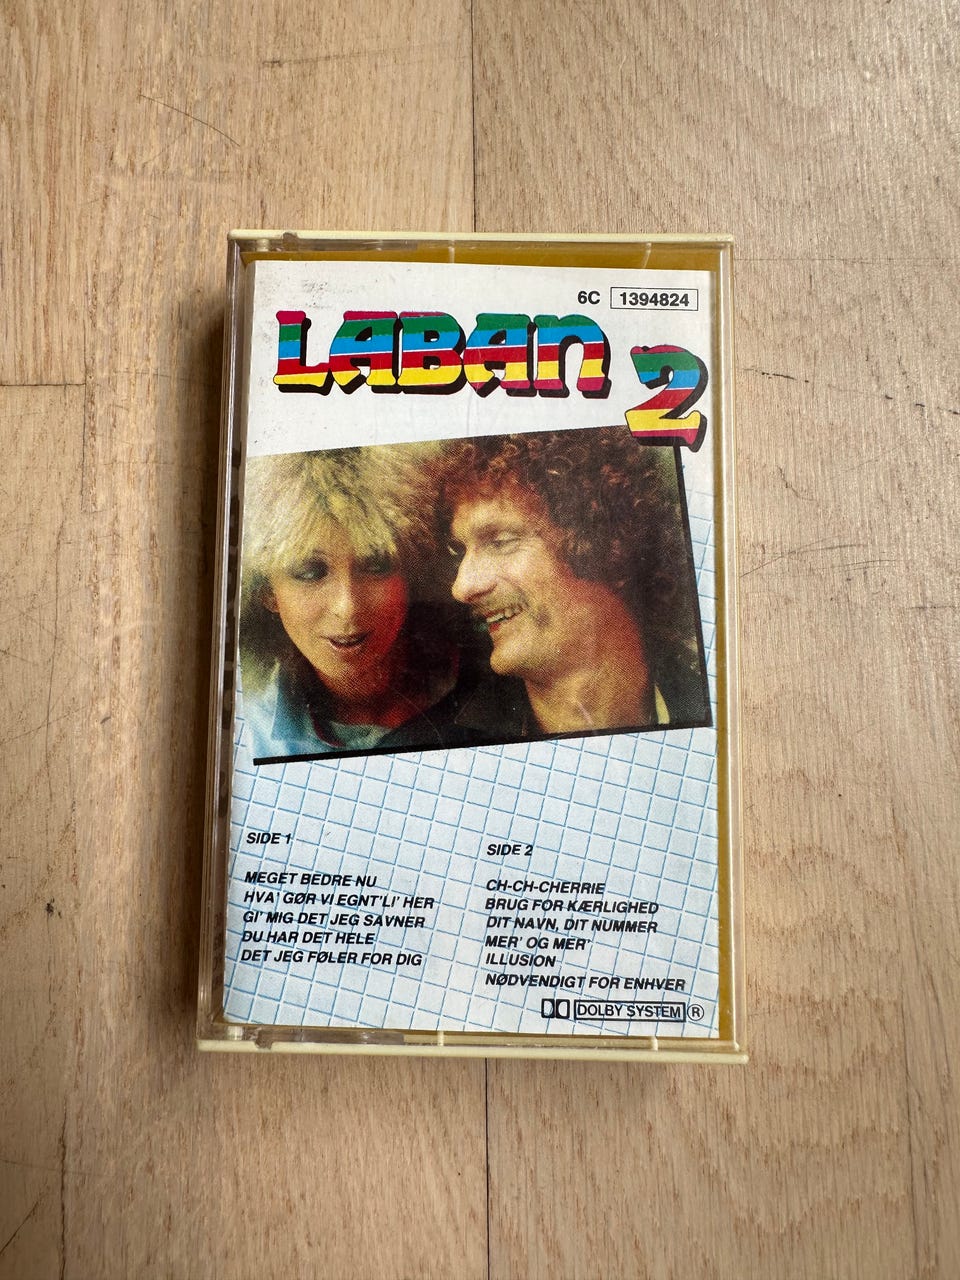 6C 1394824
LABAN 2
SIDE 1
MEGET BEDRE NU
HVA' GØR VI EGNT'LI' HER
GI' MIG DET JEG SAVNER
DU HAR DET HELE
DET JEG FØLER FOR DIG
SIDE 2
CH-CH-CHERRIE
BRUG FOR KÆRLIGHED
DIT NAVN, DIT NUMMER
MER' OG MER'
ILLUSION
NØDVENDIGT FOR ENHVER
DOLBY SYSTEM ®